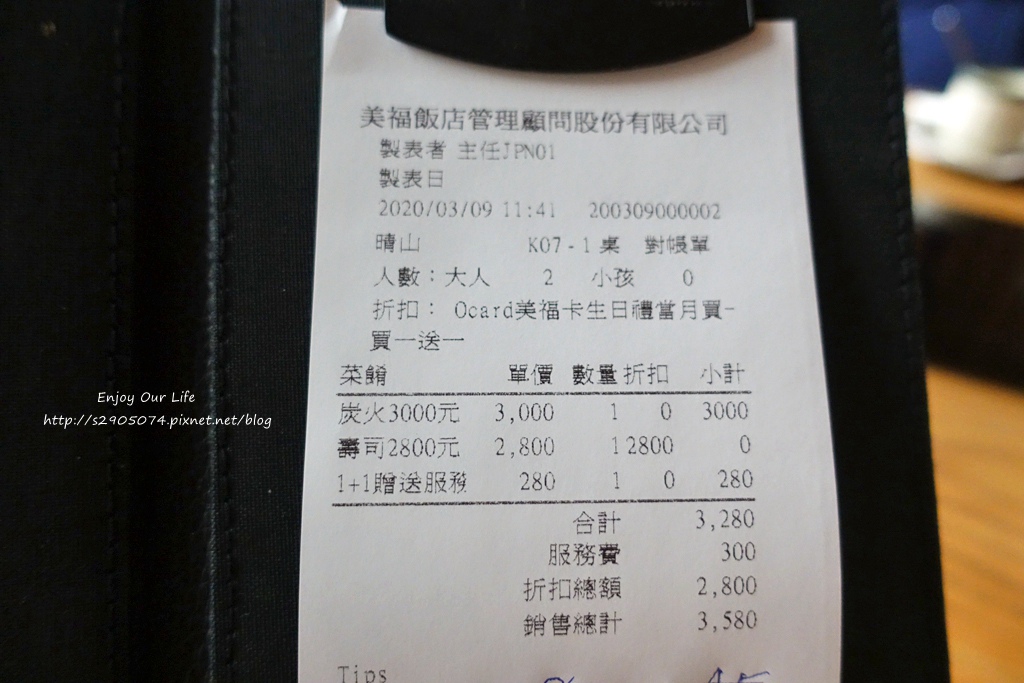 美福飯店管理顧問股份有限公司
製表者 主任JPN01
製表日
2020/03/09 11:41 200309000002
晴山 K07-1桌 對帳單
人數：大人 2 小孩 0
折扣： Ocard美福卡生日禮當月買-
買一送一
菜餚 單價 數量 折扣 小計
炭火3000元 3,000 1 0 3000
壽司2800元 2,800 1 2800 0
1+1贈送服務 280 1 0 280
合計 3,280
服務費 300
折扣總額 2,800
銷售總計 3,580
Tips
Enjoy Our Life
http://s2905074.pixnet.net/blog